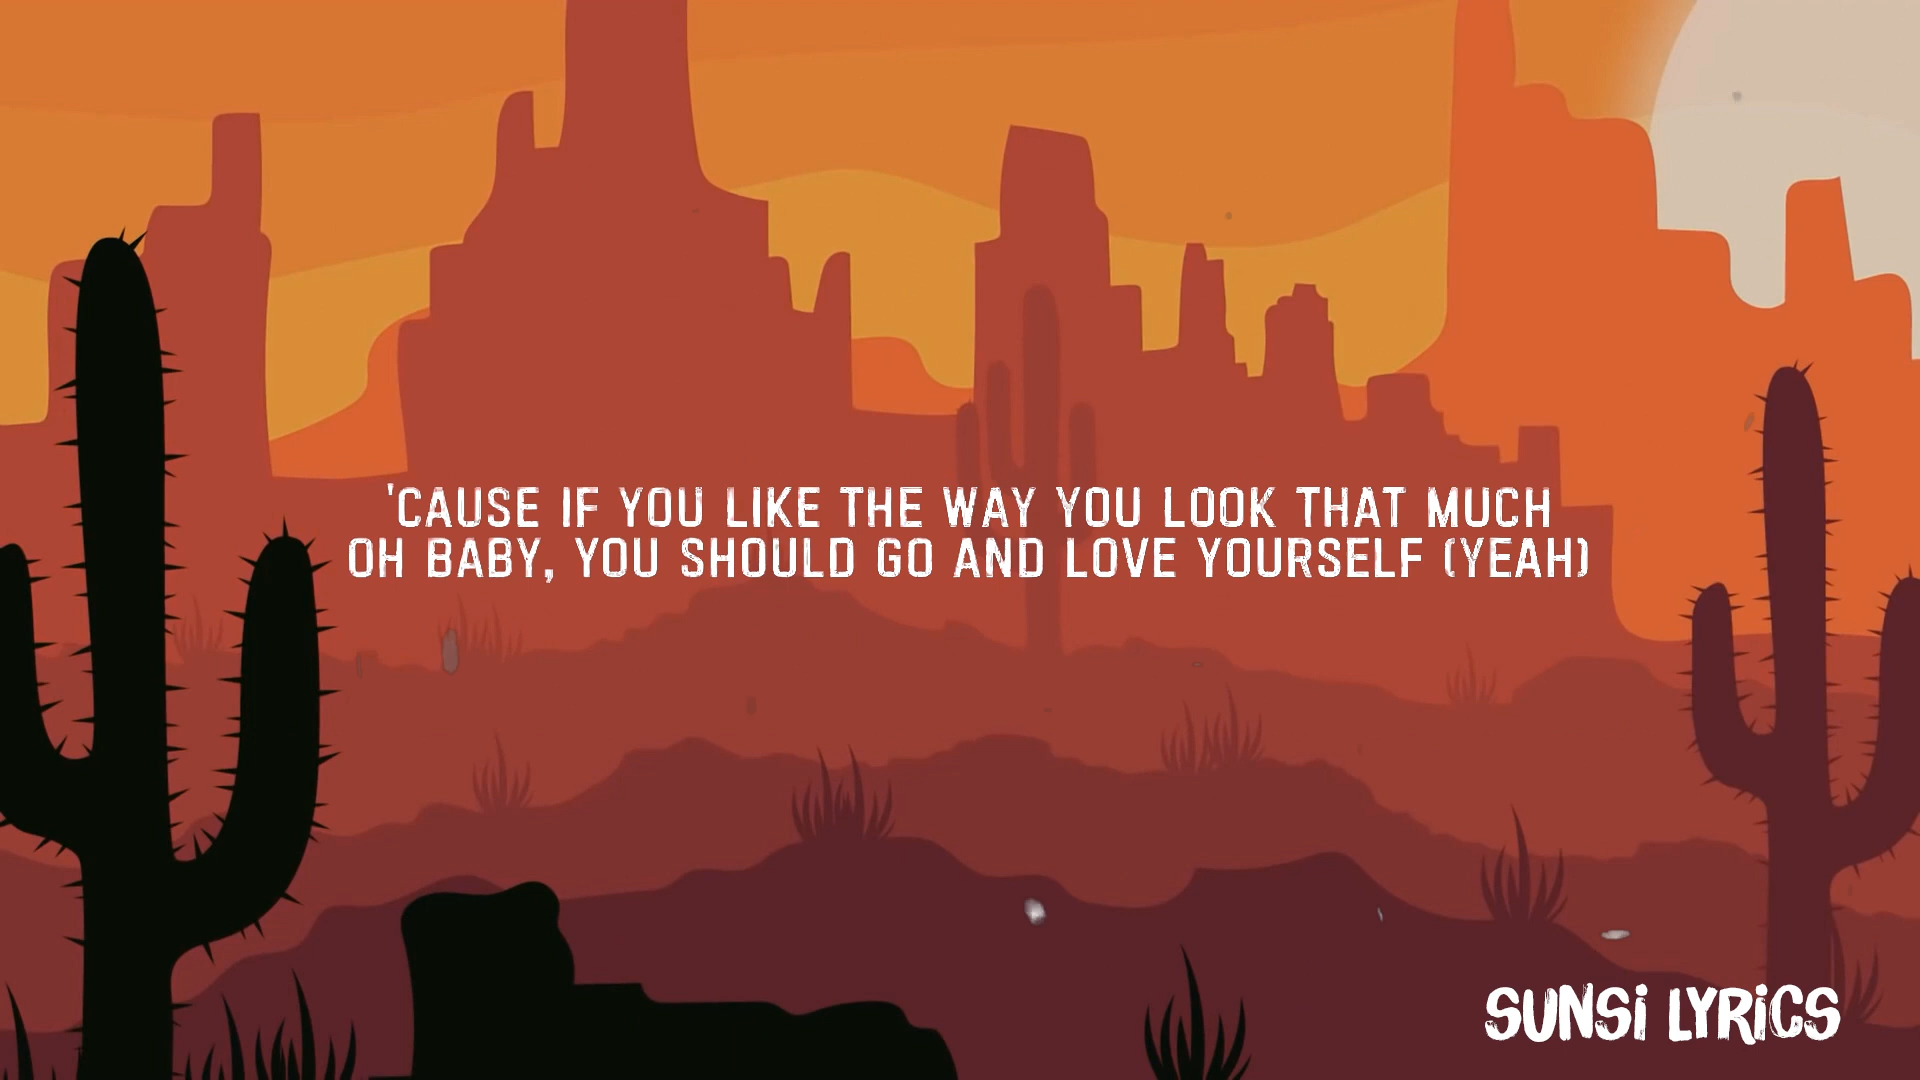 'CAUSE IF YOU LIKE THE WAY YOU LOOK THAT MUCH
OH BABY, YOU SHOULD GO AND LOVE YOURSELF (YEAH)
SUNSi LYRiCS